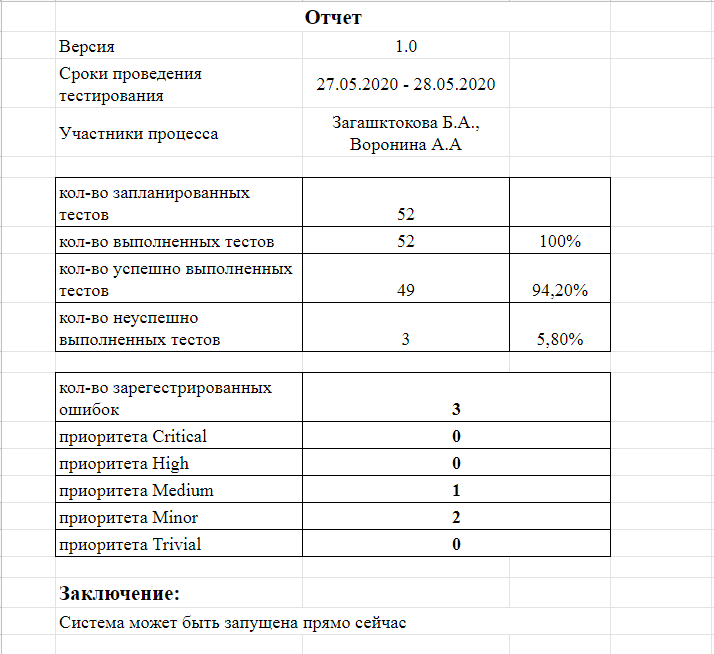 Отчет
Версия 1.0
Сроки проведения
тестирования 27.05.2020 - 28.05.2020
Участники процесса Загашктокова Б.А.,
Воронина А.А
кол-во запланированных
тестов 52
кол-во выполненных тестов 52 100%
кол-во успешно выполненных
тестов 49 94,20%
кол-во неуспешно
выполненных тестов 3 5,80%
кол-во зарегестрированных
ошибок 3
приоритета Critical 0
приоритета High 0
приоритета Medium 1
приоритета Minor 2
приоритета Trivial 0
Заключение:
Система может быть запущена прямо сейчас